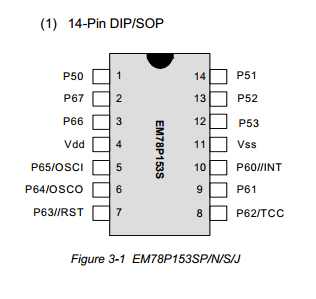 (1) 14-Pin DIP/SOP
P50 1 14 P51
P67 2 13 P52
P66 3 12 P53
Vdd 4 11 Vss
P65/OSCI 5 10 P60//INT
P64/OSCO 6 9 P61
P63//RST 7 8 P62/TCC
EM78P153S
Figure 3-1 EM78P153SP/N/S/J